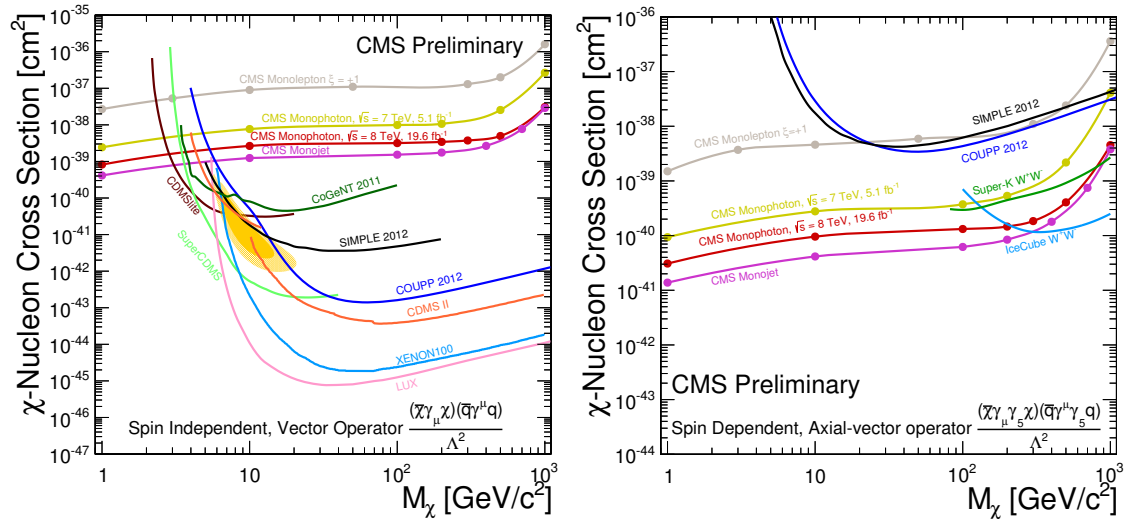 CMS Preliminary
χ-Nucleon Cross Section [cm²]
10⁻³⁵
10⁻³⁶
10⁻³⁷
10⁻³⁸
10⁻³⁹
10⁻⁴⁰
10⁻⁴¹
10⁻⁴²
10⁻⁴³
10⁻⁴⁴
10⁻⁴⁵
10⁻⁴⁶
10⁻⁴⁷
CMS Monolepton ξ = +1
CMS Monophoton, √s = 7 TeV, 5.1 fb⁻¹
CMS Monophoton, √s = 8 TeV, 19.6 fb⁻¹
CMS Monojet
CDMSlite
CoGeNT 2011
SuperCDMS
SIMPLE 2012
COUPP 2012
CDMS II
XENON100
LUX
Spin Independent, Vector Operator (χ̄γ_μχ)(q̄γ^μq)
Λ²
1 10 10² 10³
M_χ [GeV/c²]
χ-Nucleon Cross Section [cm²]
10⁻³⁶
10⁻³⁷
10⁻³⁸
10⁻³⁹
10⁻⁴⁰
10⁻⁴¹
10⁻⁴²
10⁻⁴³
10⁻⁴⁴
SIMPLE 2012
CMS Monolepton ξ=+1
COUPP 2012
Super-K W⁺W⁻
CMS Monophoton, √s = 7 TeV, 5.1 fb⁻¹
CMS Monophoton, √s = 8 TeV, 19.6 fb⁻¹
IceCube W⁺W⁻
CMS Monojet
CMS Preliminary
Spin Dependent, Axial-vector operator (χ̄γ_μγ₅χ)(q̄γ^μγ₅q)
Λ²
1 10 10² 10³
M_χ [GeV/c²]